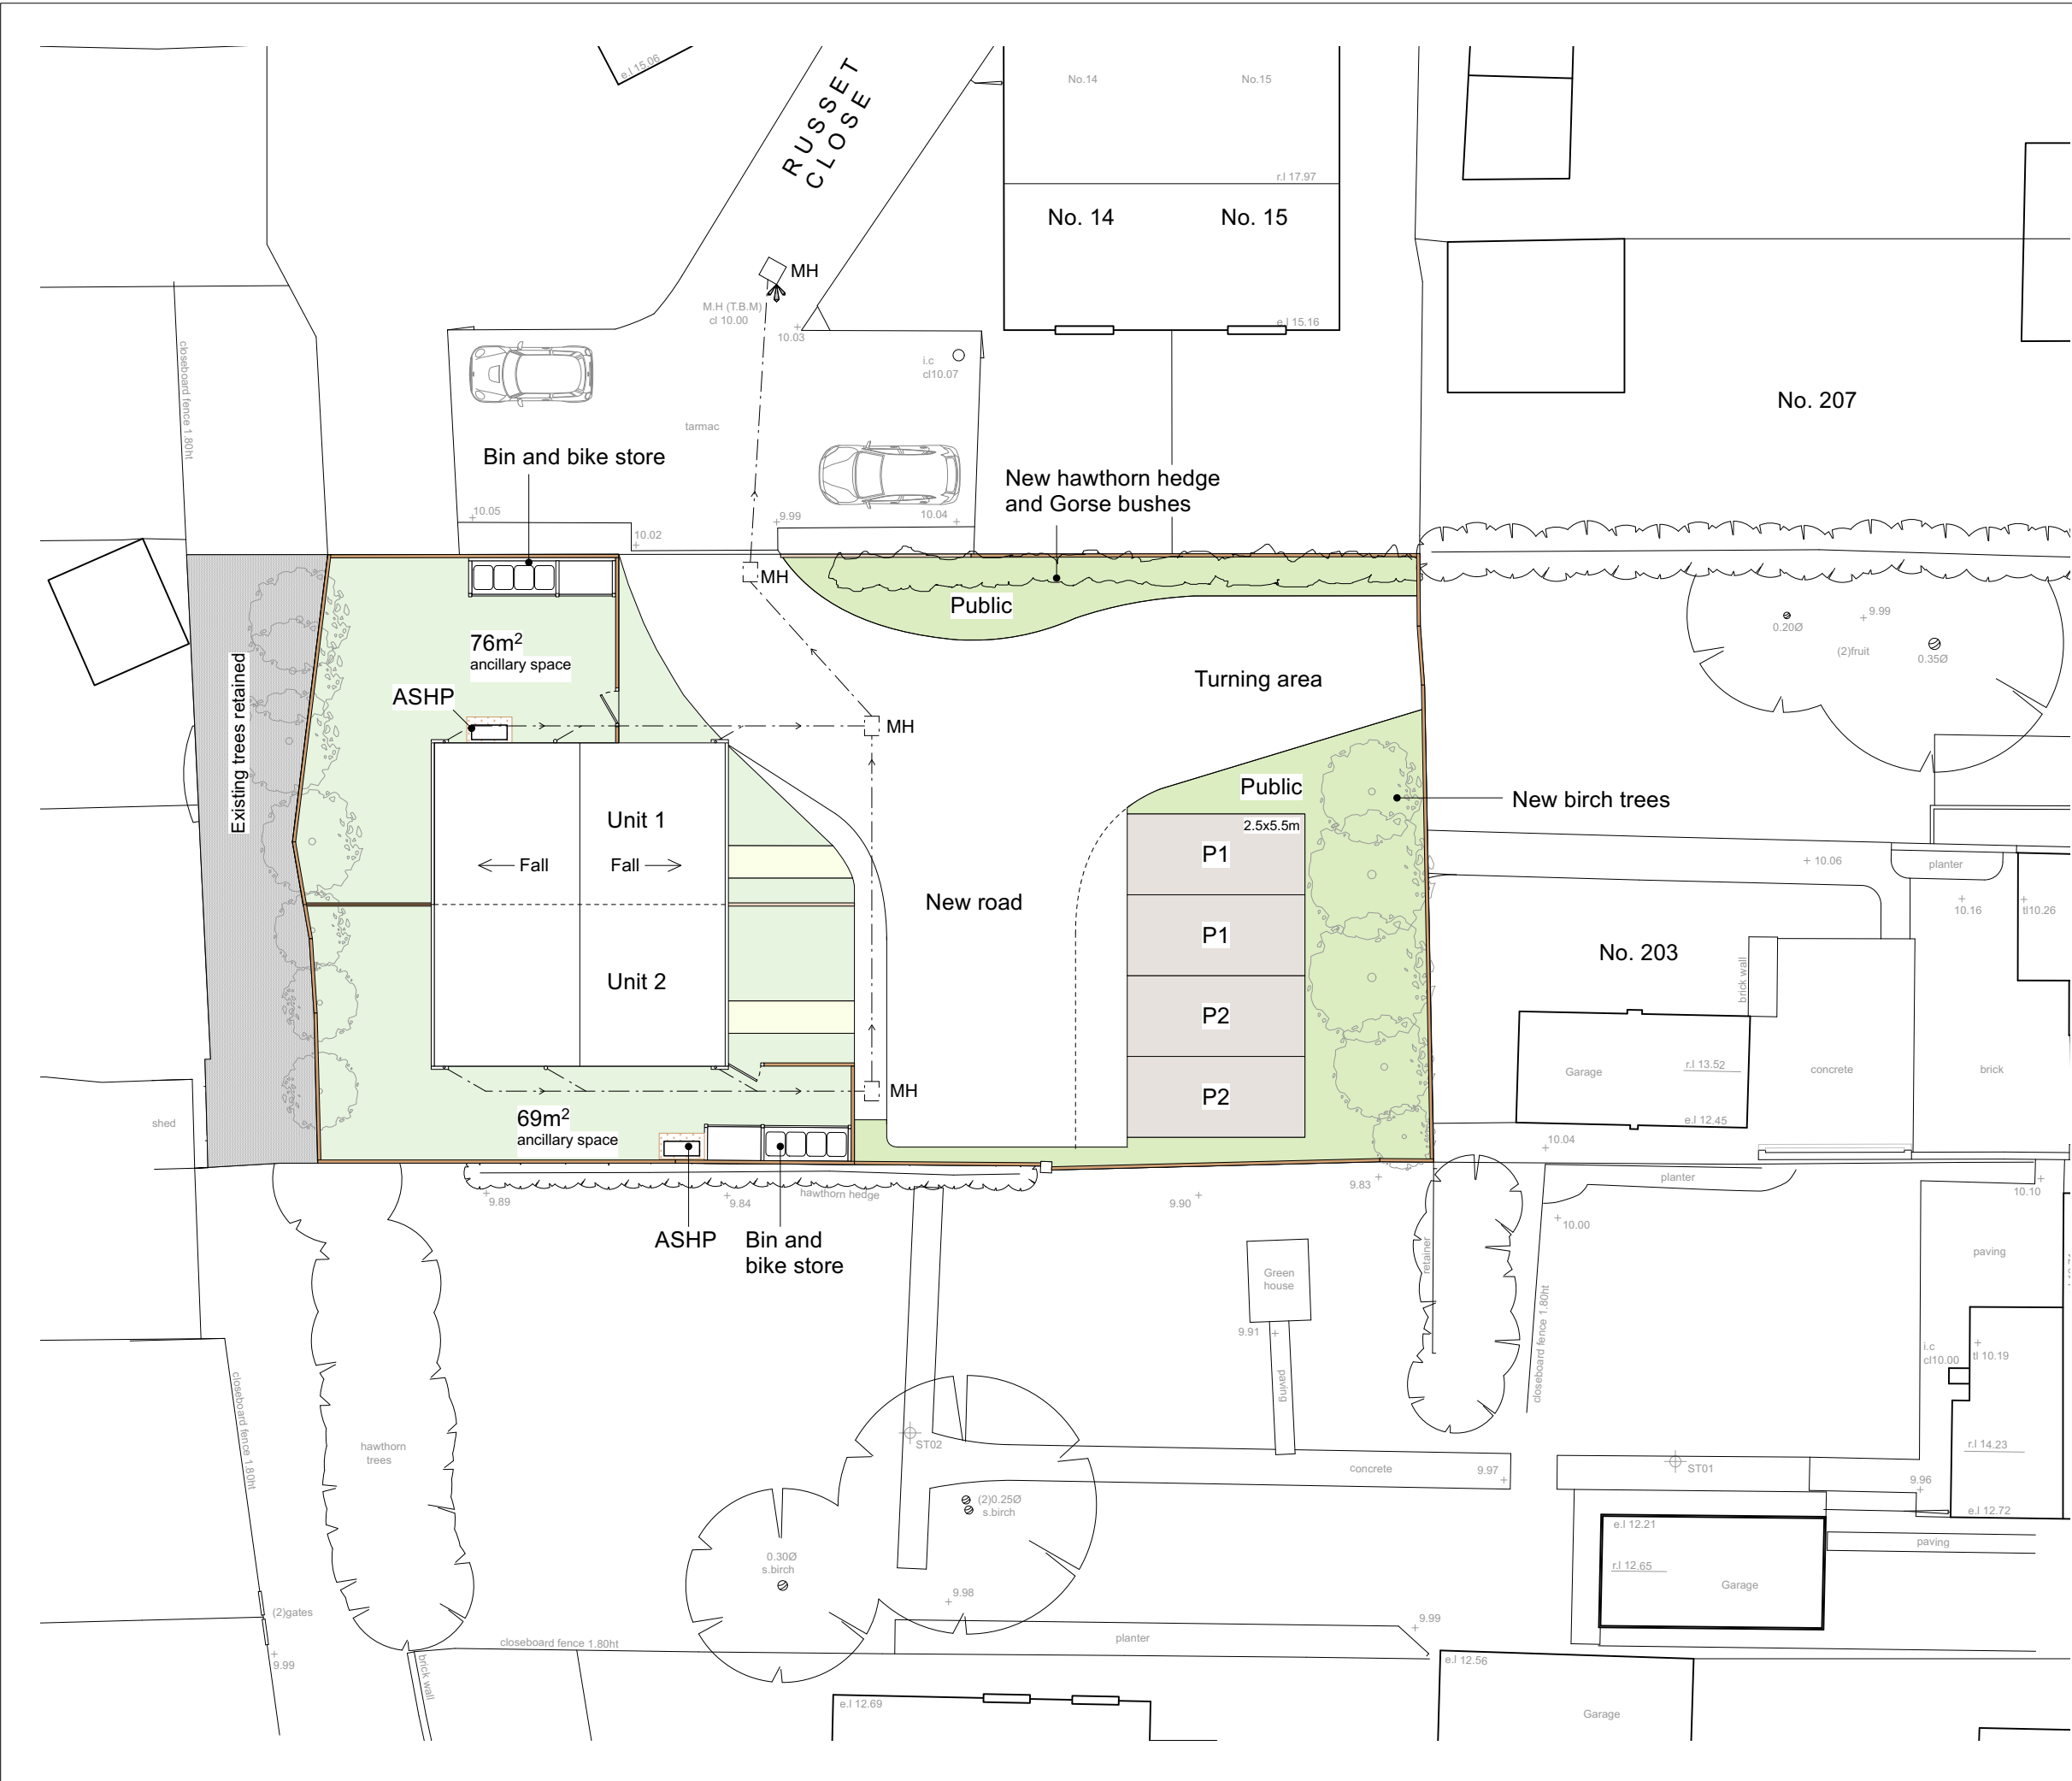 e.l 15.06
RUSSET
CLOSE
No.14
No.15
r.l 17.97
No. 14
No. 15
e.l 15.16
MH
M.H (T.B.M)
cl 10.00
10.03
i.c
cl10.07
closeboard fence 1.80ht
tarmac
No. 207
Bin and bike store
New hawthorn hedge
and Gorse bushes
10.05
10.02
9.99
10.04
MH
Public
76m²
ancillary space
ASHP
Existing trees retained
Turning area
MH
0.20Ø
9.99
(2)fruit
0.35Ø
Public
New birch trees
2.5x5.5m
Unit 1
Fall
Fall
P1
P1
P2
P2
New road
Unit 2
10.06
planter
10.16
tl10.26
No. 203
brick wall
Garage
r.l 13.52
e.l 12.45
concrete
brick
MH
69m²
ancillary space
shed
10.04
9.89
9.84
hawthorn hedge
9.90
9.83
planter
10.10
10.00
ASHP
Bin and
bike store
Green
house
retainer
closeboard fence 1.80ht
paving
9.91
paving
i.c
cl10.00
tl 10.19
closeboard fence 1.80ht
hawthorn
trees
ST02
concrete
9.97
ST01
r.l 14.23
9.96
e.l 12.72
(2)0.25Ø
s.birch
0.30Ø
s.birch
e.l 12.21
r.l 12.65
Garage
paving
9.98
(2)gates
9.99
brick wall
closeboard fence 1.80ht
planter
9.99
e.l 12.56
e.l 12.69
Garage